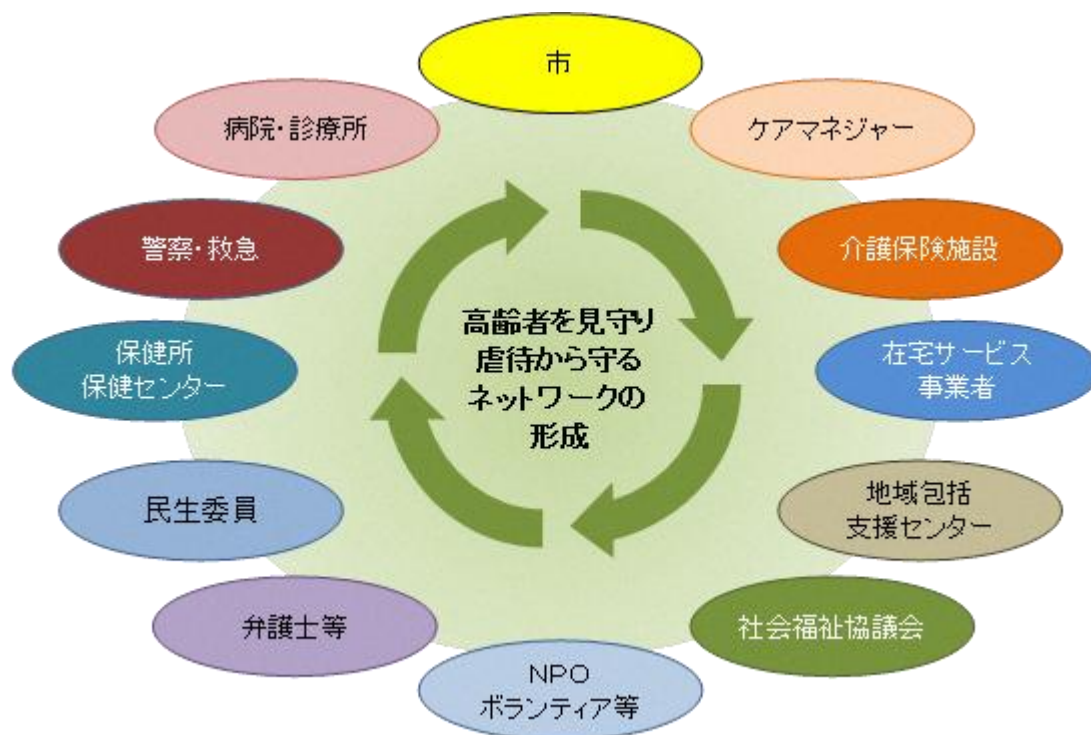 市
病院・診療所
ケアマネジャー
警察・救急
介護保険施設
高齢者を見守り
虐待から守る
ネットワークの
形成
保健所
保健センター
在宅サービス
事業者
民生委員
地域包括
支援センター
弁護士等
社会福祉協議会
NPO
ボランティア等